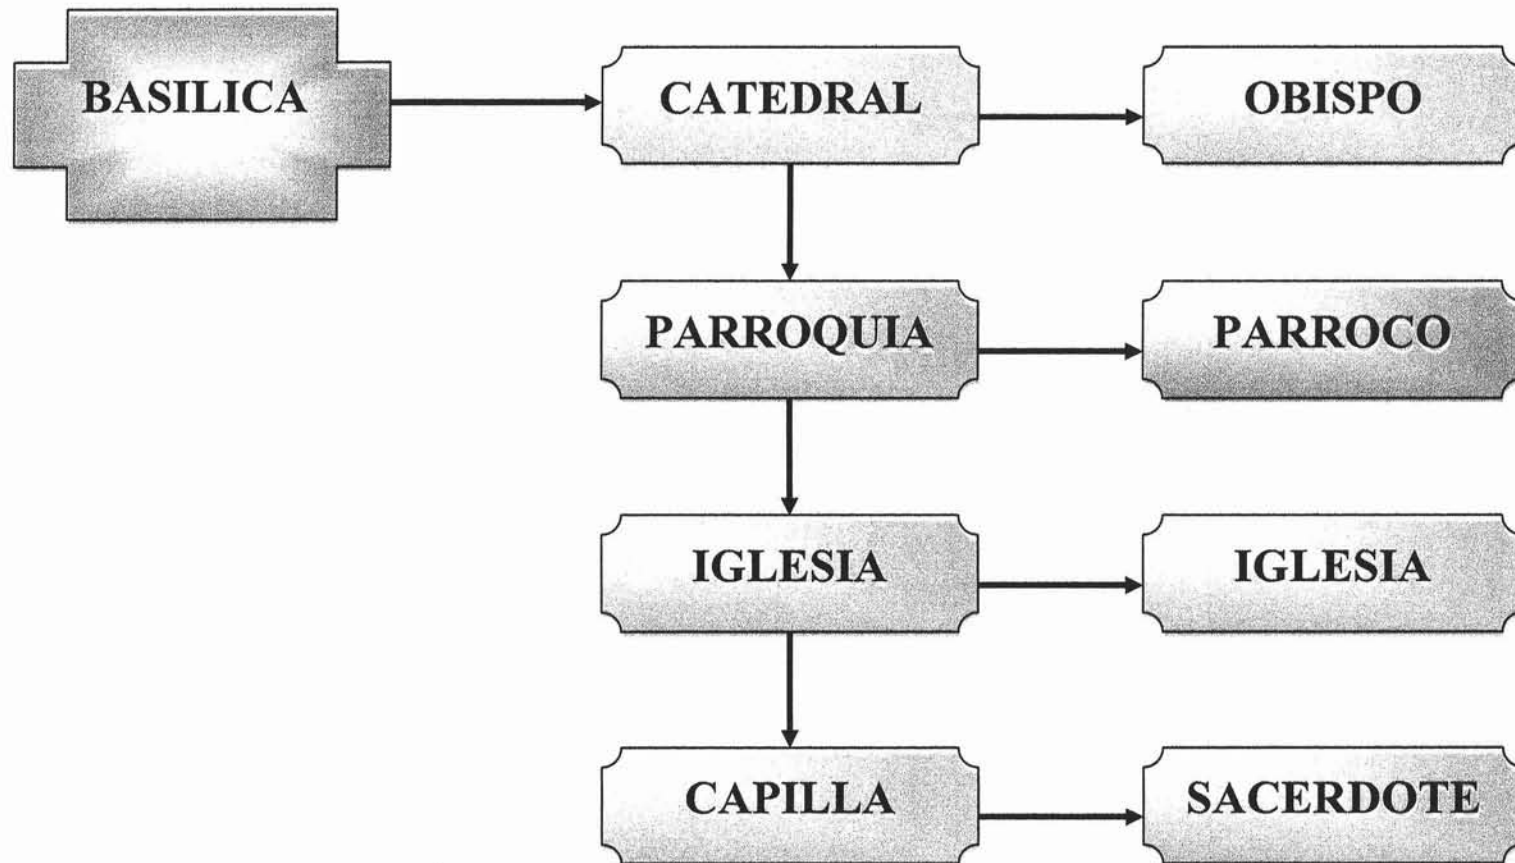 BASILICA
CATEDRAL
OBISPO
PARROQUIA
PARROCO
IGLESIA
IGLESIA
CAPILLA
SACERDOTE